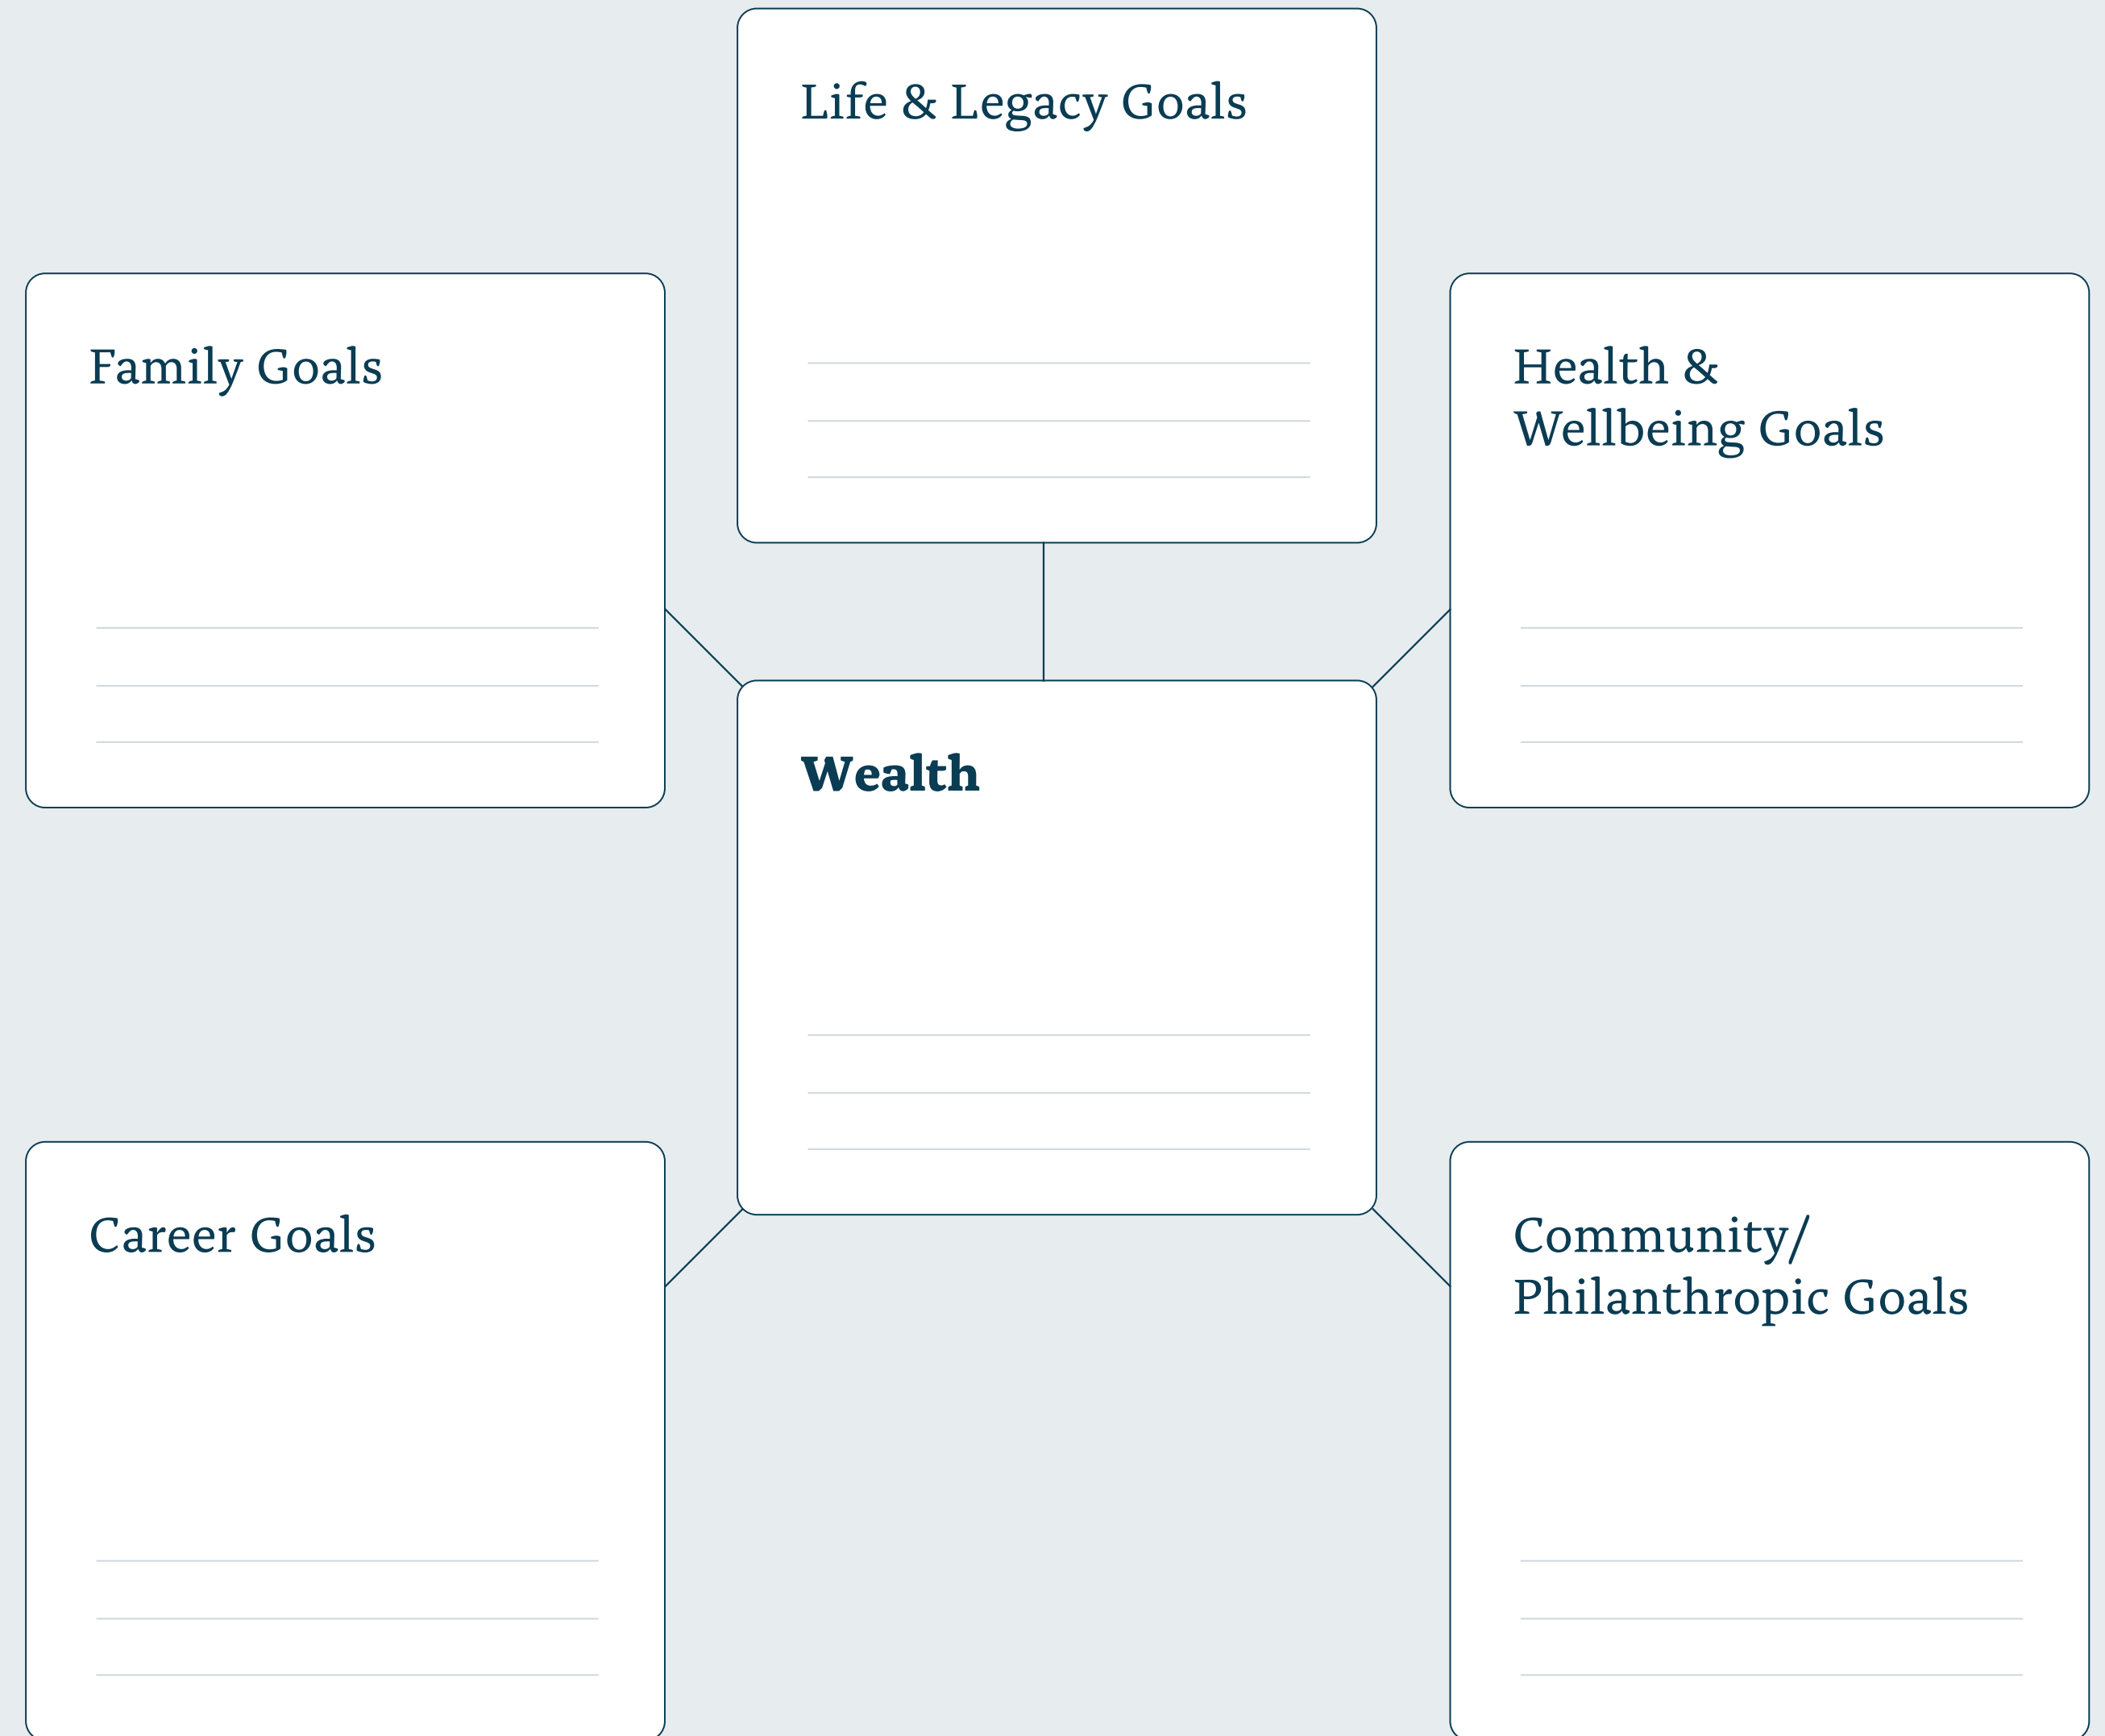 Life & Legacy Goals
Family Goals
Health &
Wellbeing Goals
Wealth
Career Goals
Community/
Philanthropic Goals